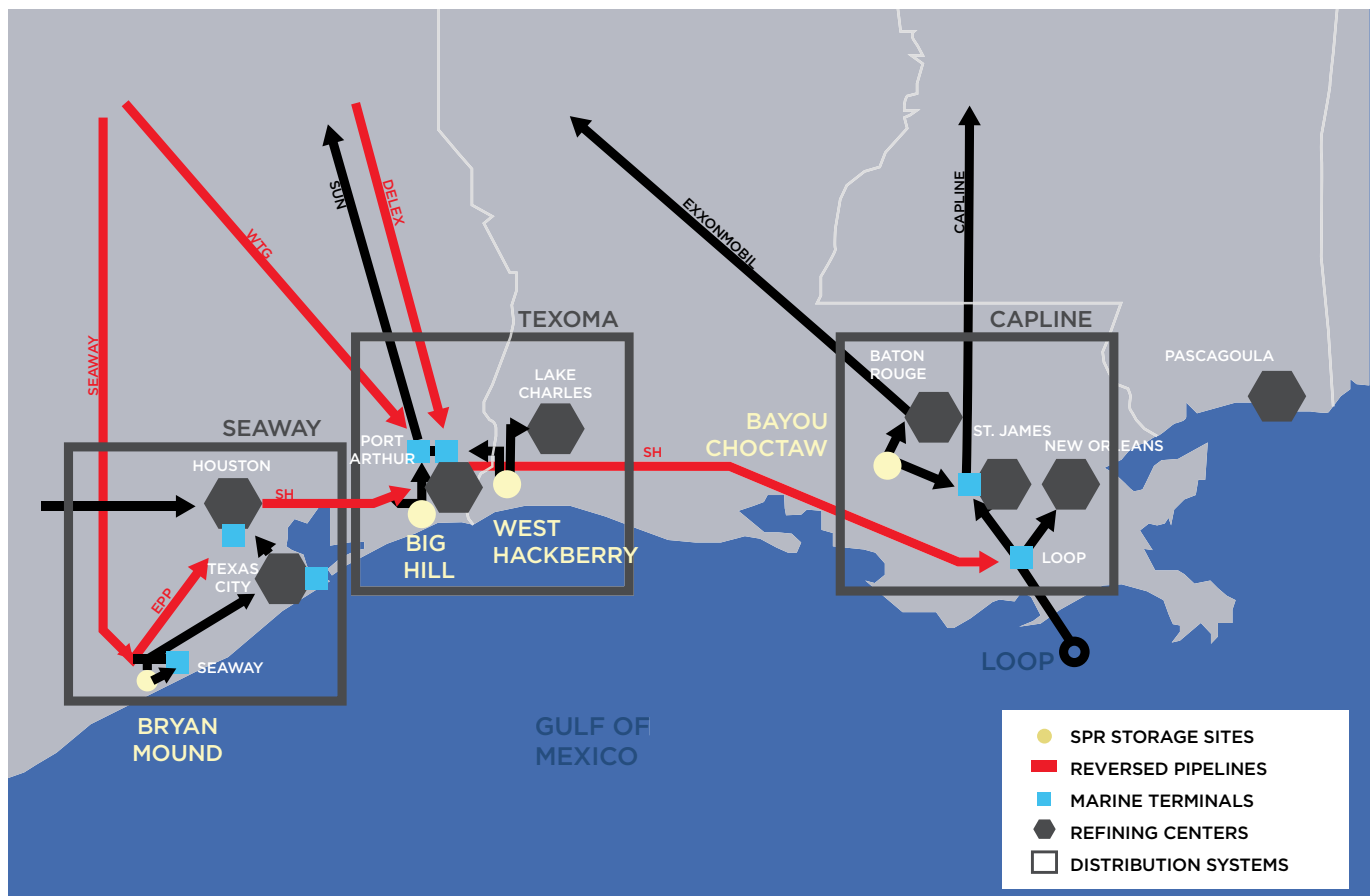 SUN
DELEX
EXXONMOBIL
CAPLINE
WTG
SEAWAY
TEXOMA
CAPLINE
BATON
ROUGE
PASCAGOULA
LAKE
CHARLES
SEAWAY
PORT
ARTHUR
BAYOU
CHOCTAW
ST. JAMES
NEW ORLEANS
HOUSTON
SH
SH
BIG
HILL
WEST
HACKBERRY
LOOP
TEXAS
CITY
EPP
SEAWAY
LOOP
BRYAN
MOUND
GULF OF
MEXICO
SPR STORAGE SITES
REVERSED PIPELINES
MARINE TERMINALS
REFINING CENTERS
DISTRIBUTION SYSTEMS